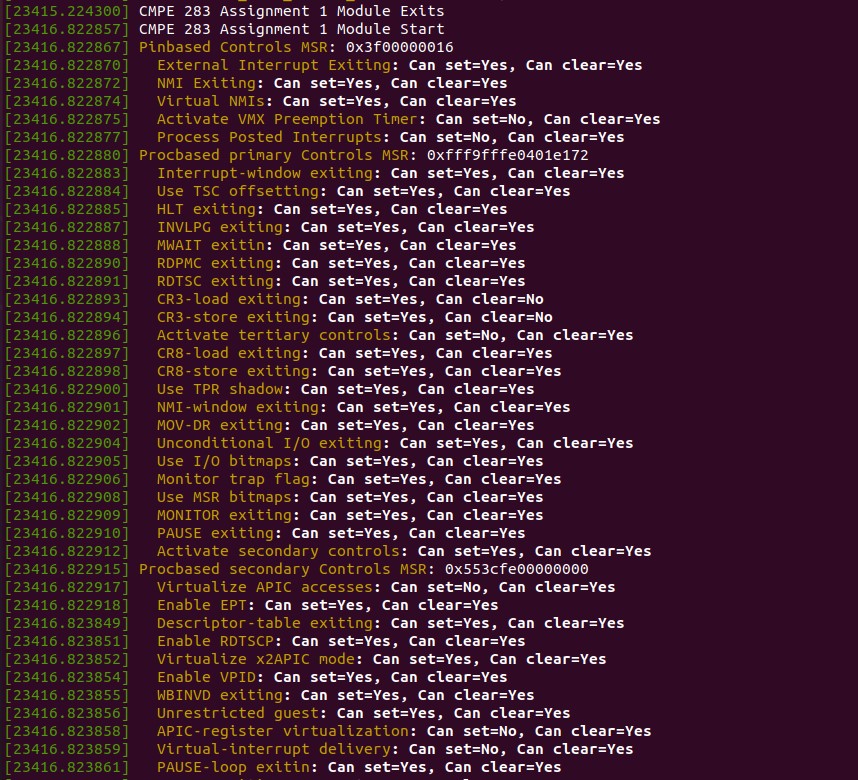 [23415.224300] CMPE 283 Assignment 1 Module Exits
[23416.822857] CMPE 283 Assignment 1 Module Start
[23416.822867] Pinbased Controls MSR: 0x3f00000016
[23416.822870]   External Interrupt Exiting: Can set=Yes, Can clear=Yes
[23416.822872]   NMI Exiting: Can set=Yes, Can clear=Yes
[23416.822874]   Virtual NMIs: Can set=Yes, Can clear=Yes
[23416.822875]   Activate VMX Preemption Timer: Can set=No, Can clear=Yes
[23416.822877]   Process Posted Interrupts: Can set=No, Can clear=Yes
[23416.822880] Procbased primary Controls MSR: 0xfff9fffe0401e172
[23416.822883]   Interrupt-window exiting: Can set=Yes, Can clear=Yes
[23416.822884]   Use TSC offsetting: Can set=Yes, Can clear=Yes
[23416.822885]   HLT exiting: Can set=Yes, Can clear=Yes
[23416.822887]   INVLPG exiting: Can set=Yes, Can clear=Yes
[23416.822888]   MWAIT exitin: Can set=Yes, Can clear=Yes
[23416.822890]   RDPMC exiting: Can set=Yes, Can clear=Yes
[23416.822891]   RDTSC exiting: Can set=Yes, Can clear=Yes
[23416.822893]   CR3-load exiting: Can set=Yes, Can clear=No
[23416.822894]   CR3-store exiting: Can set=Yes, Can clear=No
[23416.822896]   Activate tertiary controls: Can set=No, Can clear=Yes
[23416.822897]   CR8-load exiting: Can set=Yes, Can clear=Yes
[23416.822898]   CR8-store exiting: Can set=Yes, Can clear=Yes
[23416.822900]   Use TPR shadow: Can set=Yes, Can clear=Yes
[23416.822901]   NMI-window exiting: Can set=Yes, Can clear=Yes
[23416.822902]   MOV-DR exiting: Can set=Yes, Can clear=Yes
[23416.822904]   Unconditional I/O exiting: Can set=Yes, Can clear=Yes
[23416.822905]   Use I/O bitmaps: Can set=Yes, Can clear=Yes
[23416.822906]   Monitor trap flag: Can set=Yes, Can clear=Yes
[23416.822908]   Use MSR bitmaps: Can set=Yes, Can clear=Yes
[23416.822909]   MONITOR exiting: Can set=Yes, Can clear=Yes
[23416.822910]   PAUSE exiting: Can set=Yes, Can clear=Yes
[23416.822912]   Activate secondary controls: Can set=Yes, Can clear=Yes
[23416.822915] Procbased secondary Controls MSR: 0x553cfe00000000
[23416.822917]   Virtualize APIC accesses: Can set=No, Can clear=Yes
[23416.822918]   Enable EPT: Can set=Yes, Can clear=Yes
[23416.823849]   Descriptor-table exiting: Can set=Yes, Can clear=Yes
[23416.823851]   Enable RDTSCP: Can set=Yes, Can clear=Yes
[23416.823852]   Virtualize x2APIC mode: Can set=Yes, Can clear=Yes
[23416.823854]   Enable VPID: Can set=Yes, Can clear=Yes
[23416.823855]   WBINVD exiting: Can set=Yes, Can clear=Yes
[23416.823856]   Unrestricted guest: Can set=Yes, Can clear=Yes
[23416.823858]   APIC-register virtualization: Can set=No, Can clear=Yes
[23416.823859]   Virtual-interrupt delivery: Can set=No, Can clear=Yes
[23416.823861]   PAUSE-loop exitin: Can set=Yes, Can clear=Yes